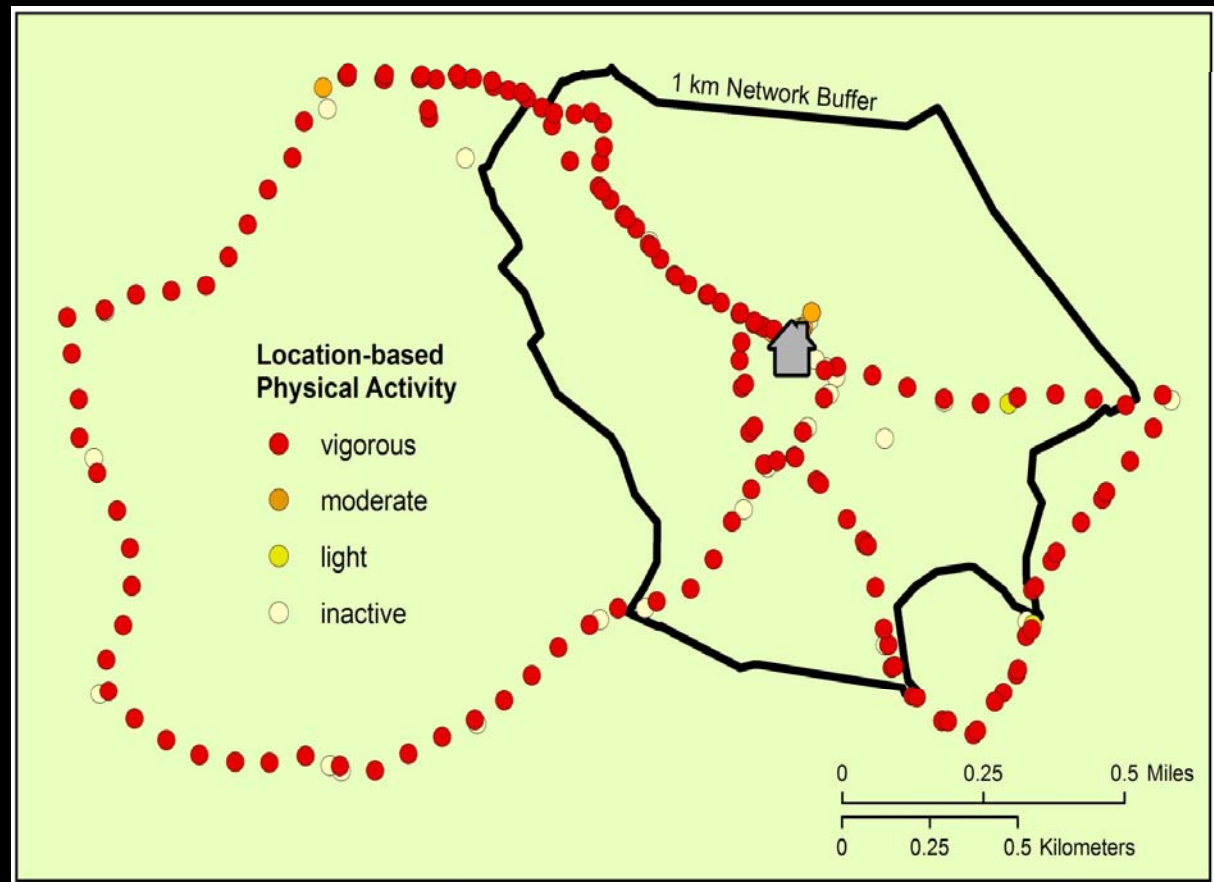 1 km Network Buffer
Location-based
Physical Activity
vigorous
moderate
light
inactive
0 0.25 0.5 Miles
0 0.25 0.5 Kilometers